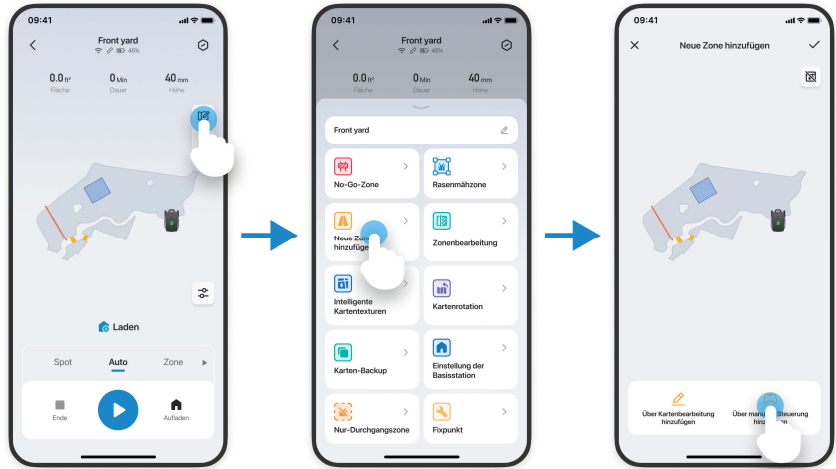 09:41
Front yard
45%
0.0 ft²
0 Min
40 mm
Fläche
Dauer
Höhe
Laden
Spot
Auto
Zone
Ende
Aufladen
09:41
Front yard
45%
0.0 ft²
0 Min
40 mm
Fläche
Dauer
Höhe
Front yard
No-Go-Zone
Rasenmähzone
Neue
hinzufüge
Zonenbearbeitung
Intelligente
Kartentexturen
Kartenrotation
Karten-Backup
Einstellung der
Basisstation
Nur-Durchgangszone
Fixpunkt
09:41
Neue Zone hinzufügen
Über Kartenbearbeitung
hinzufügen
Über Steuerung